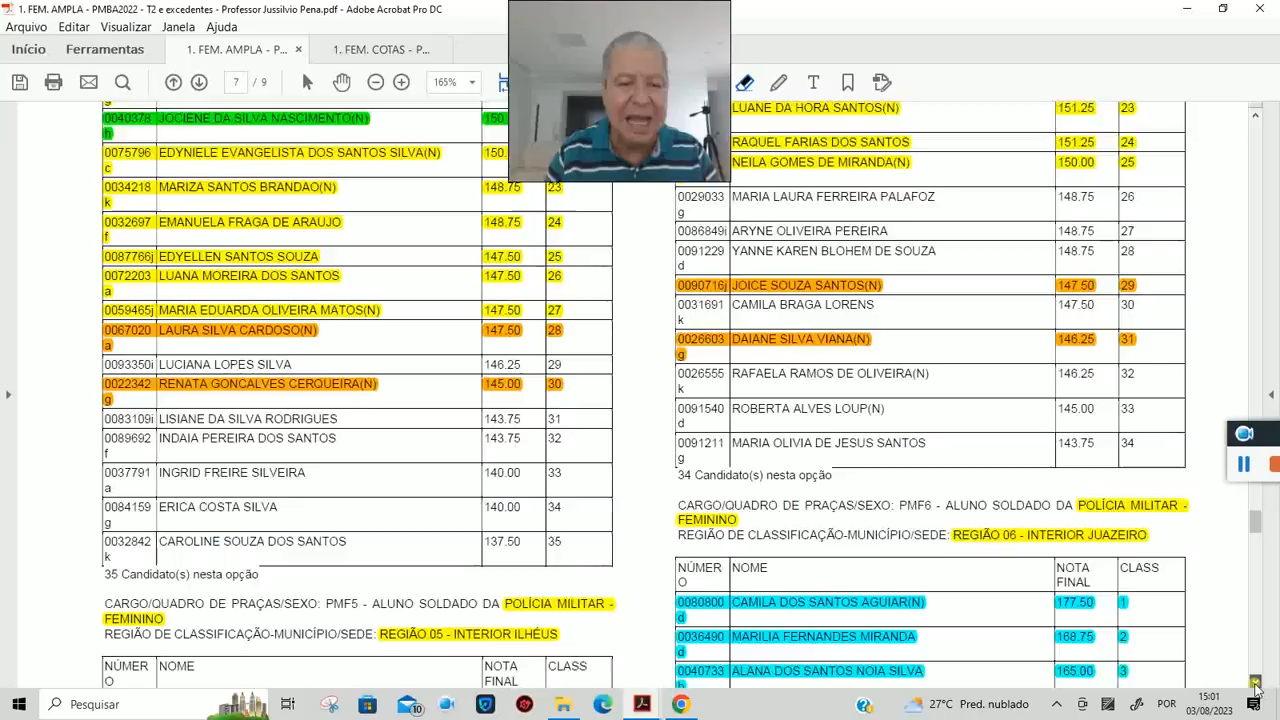 1. FEM. AMPLA - PMBA2022 - T2 e excedentes - Professor Jussilvio Pena.pdf - Adobe Acrobat Pro DC
Arquivo Editar Visualizar Janela Ajuda
Início Ferramentas 1. FEM. AMPLA - P... × 1. FEM. COTAS - P...
7 / 9 165%
0040378 JOCIENE DA SILVA NASCIMENTO(N) 150.
h
0075796 EDYNIELE EVANGELISTA DOS SANTOS SILVA(N) 150.
c
0034218 MARIZA SANTOS BRANDAO(N) 148.75 23
k
0032697 EMANUELA FRAGA DE ARAUJO 148.75 24
f
0087766j EDYELLEN SANTOS SOUZA 147.50 25
0072203 LUANA MOREIRA DOS SANTOS 147.50 26
a
0059465j MARIA EDUARDA OLIVEIRA MATOS(N) 147.50 27
0067020 LAURA SILVA CARDOSO(N) 147.50 28
a
0093350i LUCIANA LOPES SILVA 146.25 29
0022342 RENATA GONCALVES CERQUEIRA(N) 145.00 30
g
0083109i LISIANE DA SILVA RODRIGUES 143.75 31
0089692 INDAIA PEREIRA DOS SANTOS 143.75 32
f
0037791 INGRID FREIRE SILVEIRA 140.00 33
a
0084159 ERICA COSTA SILVA 140.00 34
g
0032842 CAROLINE SOUZA DOS SANTOS 137.50 35
k
35 Candidato(s) nesta opção
CARGO/QUADRO DE PRAÇAS/SEXO: PMF5 - ALUNO SOLDADO DA POLÍCIA MILITAR -
FEMININO
REGIÃO DE CLASSIFICAÇÃO-MUNICÍPIO/SEDE: REGIÃO 05 - INTERIOR ILHÉUS
NÚMER NOME NOTA CLASS
O FINAL
LUANE DA HORA SANTOS(N) 151.25 23
RAQUEL FARIAS DOS SANTOS 151.25 24
NEILA GOMES DE MIRANDA(N) 150.00 25
0029033 MARIA LAURA FERREIRA PALAFOZ 148.75 26
g
0086849i ARYNE OLIVEIRA PEREIRA 148.75 27
0091229 YANNE KAREN BLOHEM DE SOUZA 148.75 28
d
0090716j JOICE SOUZA SANTOS(N) 147.50 29
0031691 CAMILA BRAGA LORENS 147.50 30
k
0026603 DAIANE SILVA VIANA(N) 146.25 31
g
0026555 RAFAELA RAMOS DE OLIVEIRA(N) 146.25 32
k
0091540 ROBERTA ALVES LOUP(N) 145.00 33
d
0091211 MARIA OLIVIA DE JESUS SANTOS 143.75 34
g
34 Candidato(s) nesta opção
CARGO/QUADRO DE PRAÇAS/SEXO: PMF6 - ALUNO SOLDADO DA POLÍCIA MILITAR -
FEMININO
REGIÃO DE CLASSIFICAÇÃO-MUNICÍPIO/SEDE: REGIÃO 06 - INTERIOR JUAZEIRO
NÚMER NOME NOTA CLASS
O FINAL
0080800 CAMILA DOS SANTOS AGUIAR(N) 177.50 1
d
0036490 MARILIA FERNANDES MIRANDA 168.75 2
d
0040733 ALANA DOS SANTOS NOIA SILVA 165.00 3
Pesquisar 27°C Pred. nublado POR 15:01
03/08/2023